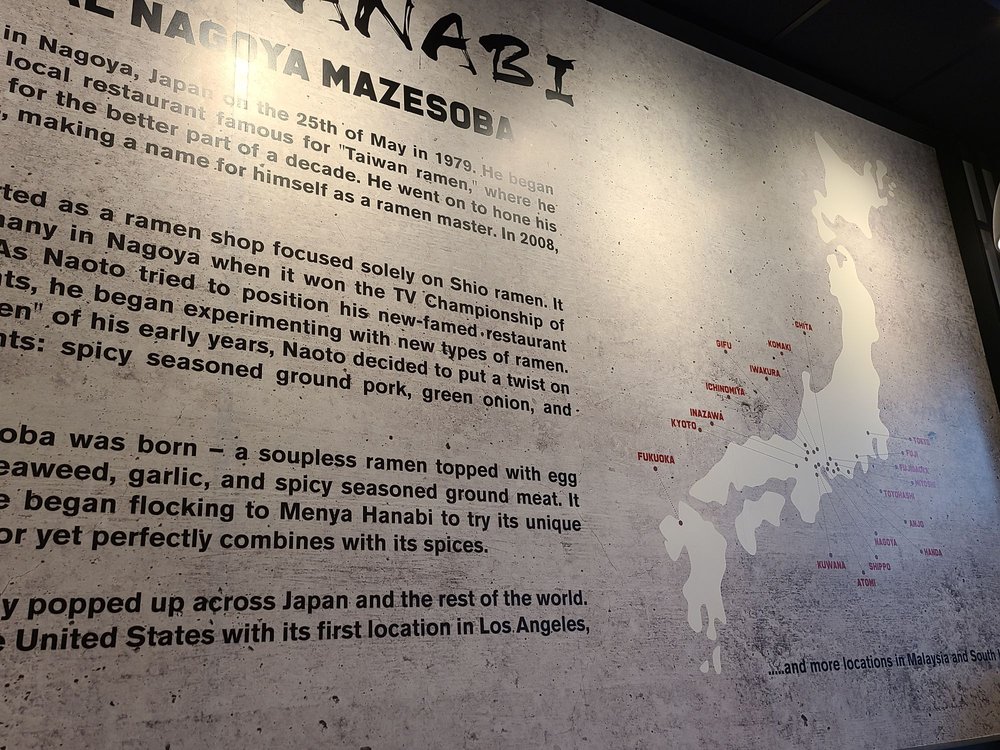 ANABI
AL NAGOYA MAZESOBA
in Nagoya, Japan on the 25th of May in 1979. He began
local restaurant famous for "Taiwan ramen," where he
for the better part of a decade. He went on to hone his
, making a name for himself as a ramen master. In 2008,
rted as a ramen shop focused solely on Shio ramen. It
many in Nagoya when it won the TV Championship of
As Naoto tried to position his new-famed restaurant
nts, he began experimenting with new types of ramen.
en" of his early years, Naoto decided to put a twist on
nts: spicy seasoned ground pork, green onion, and
oba was born – a soupless ramen topped with egg
eaweed, garlic, and spicy seasoned ground meat. It
e began flocking to Menya Hanabi to try its unique
or yet perfectly combines with its spices.
y popped up across Japan and the rest of the world.
e United States with its first location in Los Angeles,
CHITA
GIFU
KOMAKI
IWAKURA
ICHINOMIYA
INAZAWA
KYOTO
FUKUOKA
TOKYO
FUJI
MIYOSHI
TOYOHASHI
ANJO
NAGOYA
HANDA
KUWANA
SHIPPO
ATOMI
.....and more locations in Malaysia and South